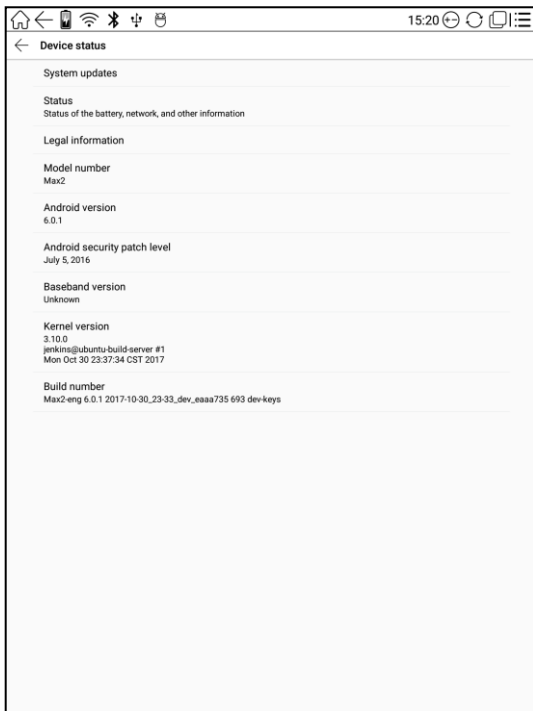 15:20
Device status
System updates
Status
Status of the battery, network, and other information
Legal information
Model number
Max2
Android version
6.0.1
Android security patch level
July 5, 2016
Baseband version
Unknown
Kernel version
3.10.0
jenkins@ubuntu-build-server #1
Mon Oct 30 23:37:34 CST 2017
Build number
Max2-eng 6.0.1 2017-10-30_23-33_dev_eaaa735 693 dev-keys